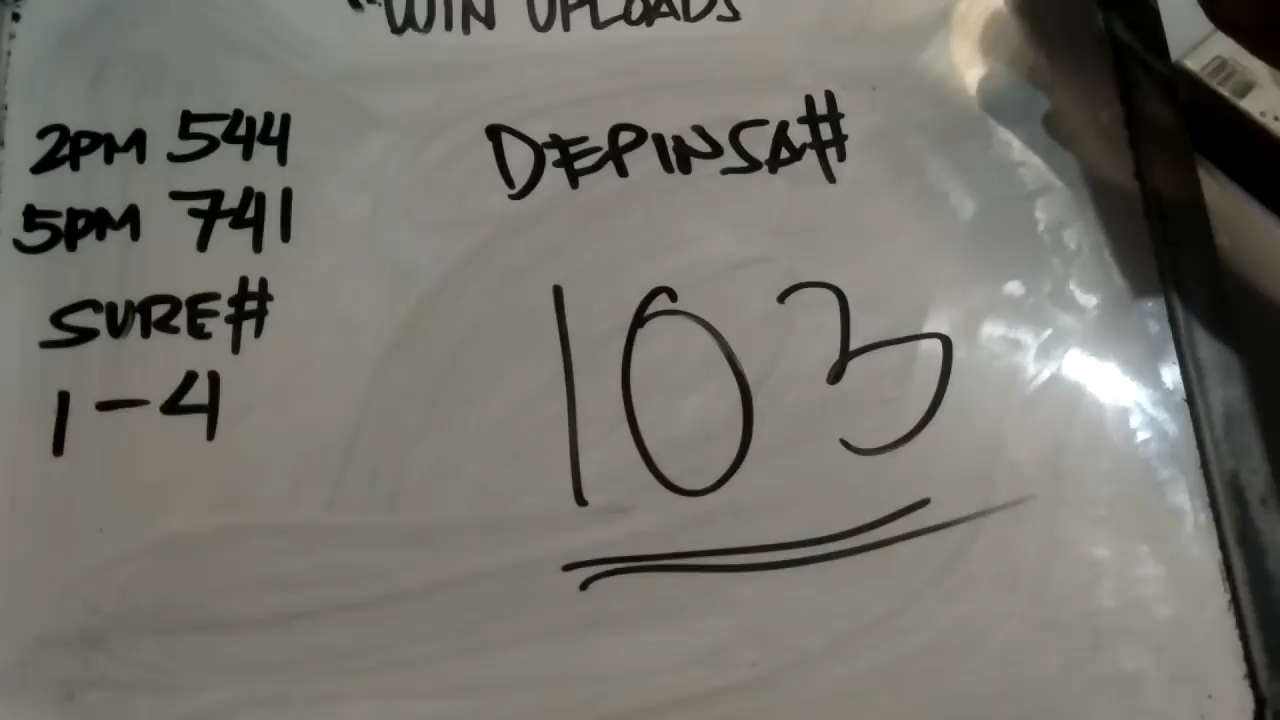 "WIN UPLOADS
2PM 544
5PM 741
SURE#
1-4
DEPINSA#
103